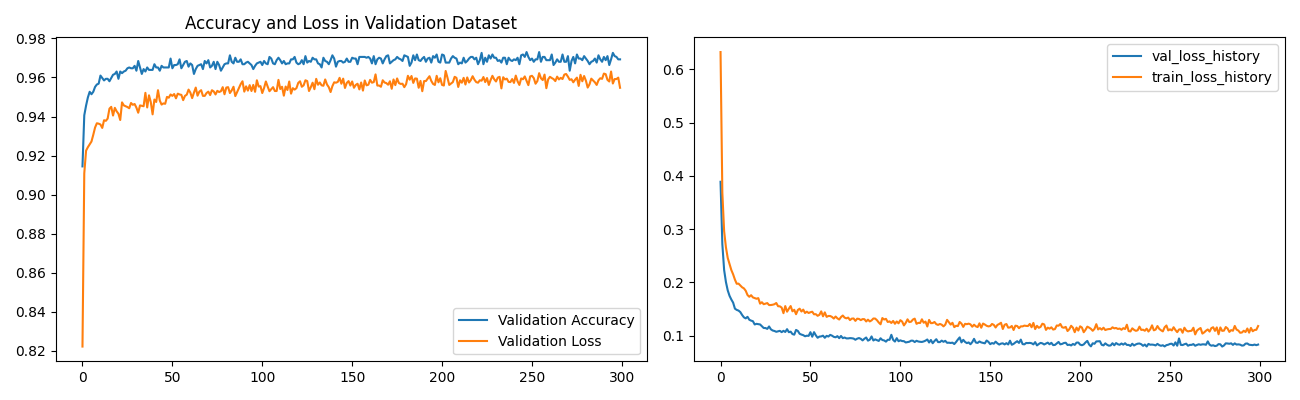 Accuracy and Loss in Validation Dataset
0.98
0.96
0.94
0.92
0.90
0.88
0.86
0.84
0.82
0 50 100 150 200 250 300
Validation Accuracy
Validation Loss
0.6
0.5
0.4
0.3
0.2
0.1
0 50 100 150 200 250 300
val_loss_history
train_loss_history